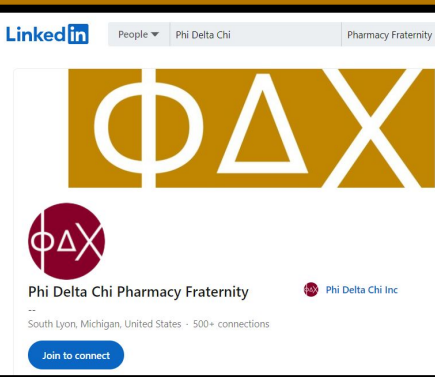 LinkedIn People Phi Delta Chi Pharmacy Fraternity
ΦΔΧ
ΦΔΧ
Phi Delta Chi Pharmacy Fraternity
ΦΔΧ Phi Delta Chi Inc
--
South Lyon, Michigan, United States · 500+ connections
Join to connect